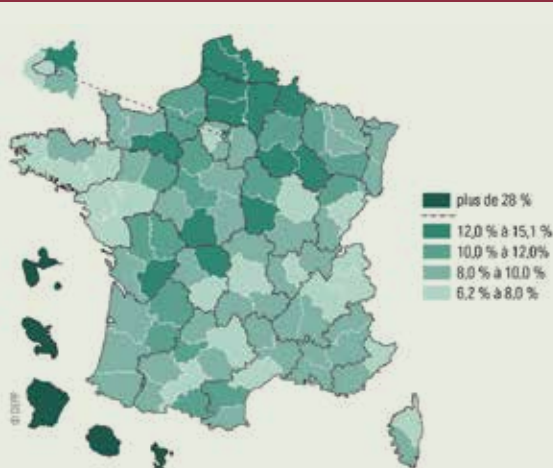 plus de 28 %
12,0 % à 15,1 %
10,0 % à 12,0%
8,0 % à 10,0 %
6,2 % à 8,0 %
© DEPP